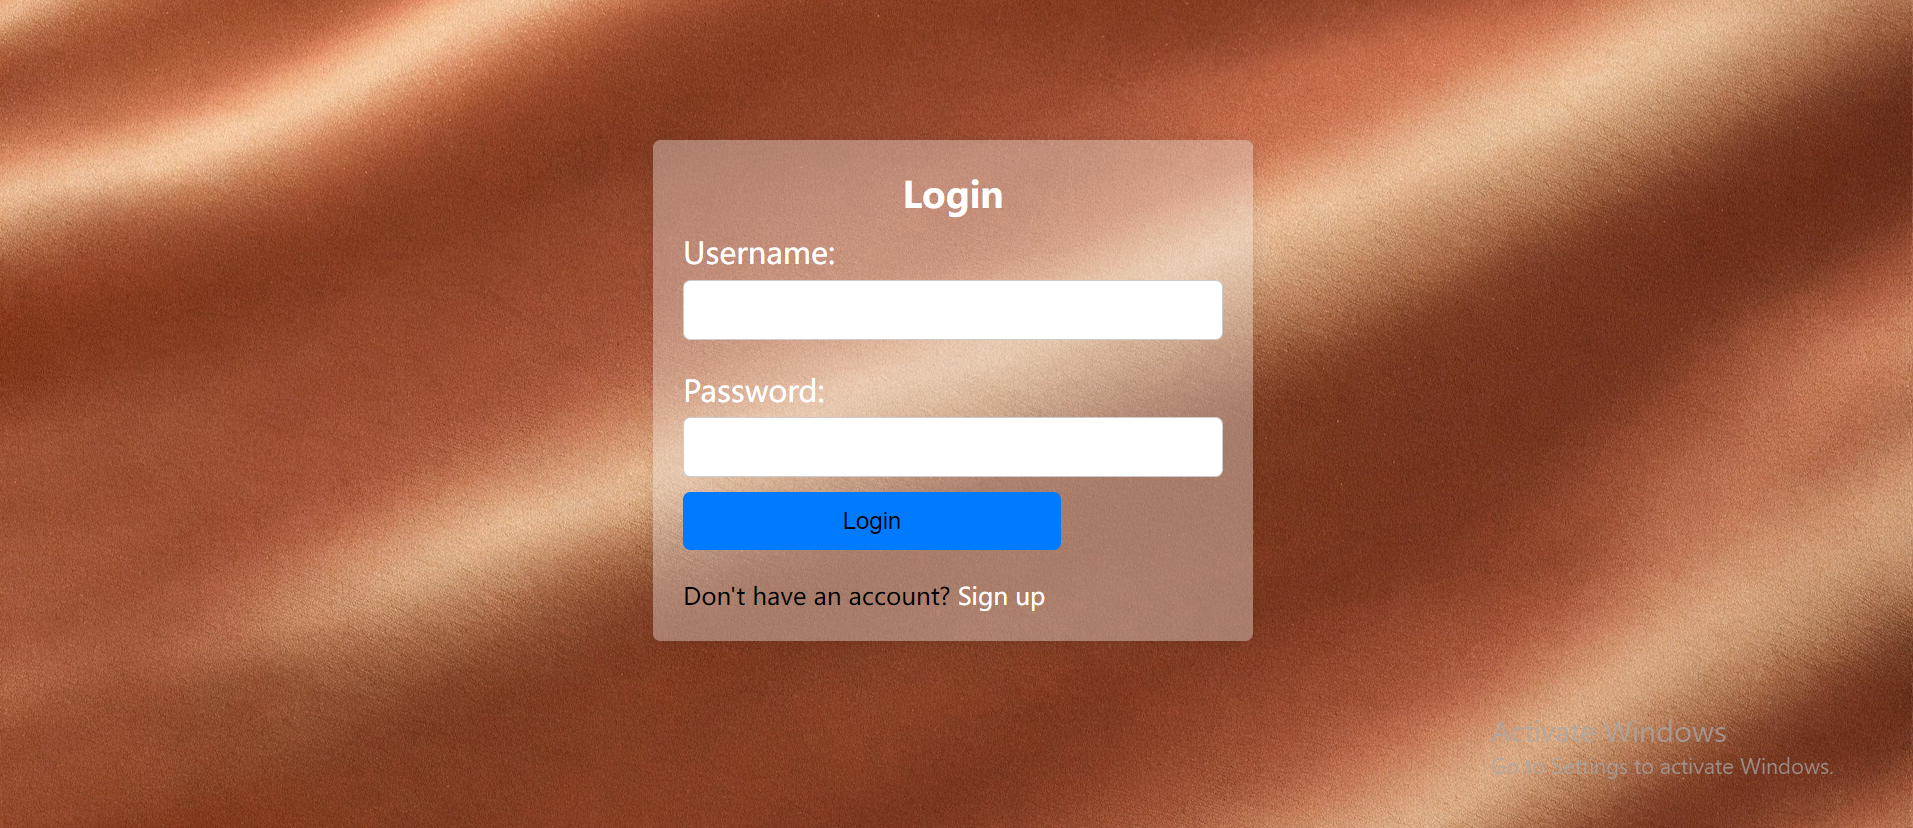 Login
Username:
Password:
Login
Don't have an account? Sign up
Activate Windows
Go to Settings to activate Windows.